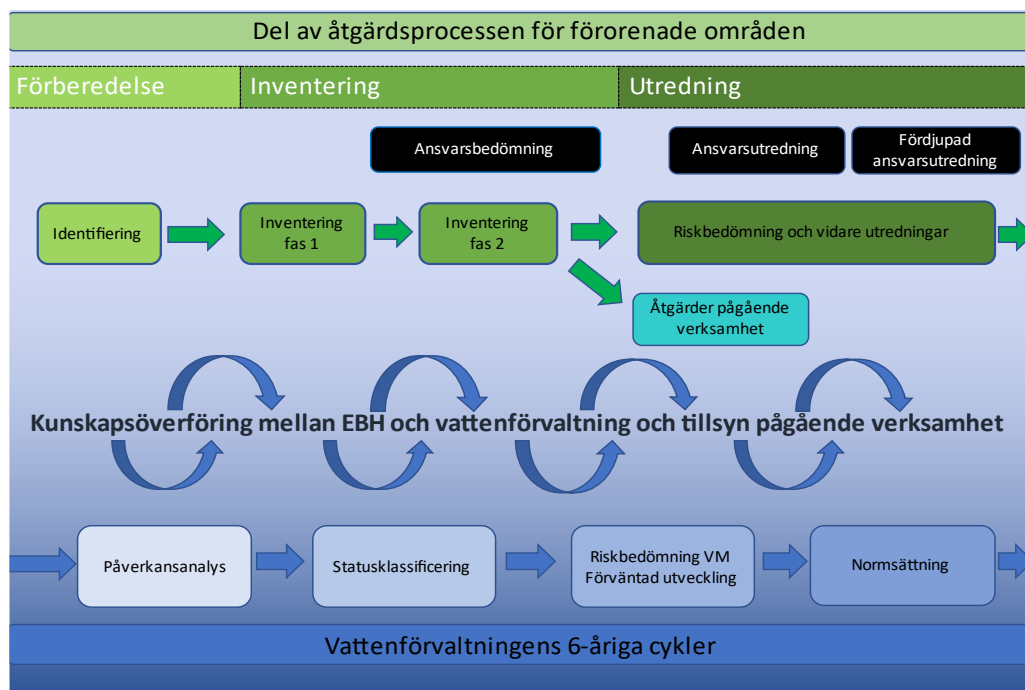 Del av åtgärdsprocessen för förorenade områden
Förberedelse
Inventering
Utredning
Ansvarsbedömning
Ansvarsutredning
Fördjupad
ansvarsutredning
Identifiering
Inventering
fas 1
Inventering
fas 2
Riskbedömning och vidare utredningar
Åtgärder pågående
verksamhet
Kunskapsöverföring mellan EBH och vattenförvaltning och tillsyn pågående verksamhet
Påverkansanalys
Statusklassificering
Riskbedömning VM
Förväntad utveckling
Normsättning
Vattenförvaltningens 6-åriga cykler